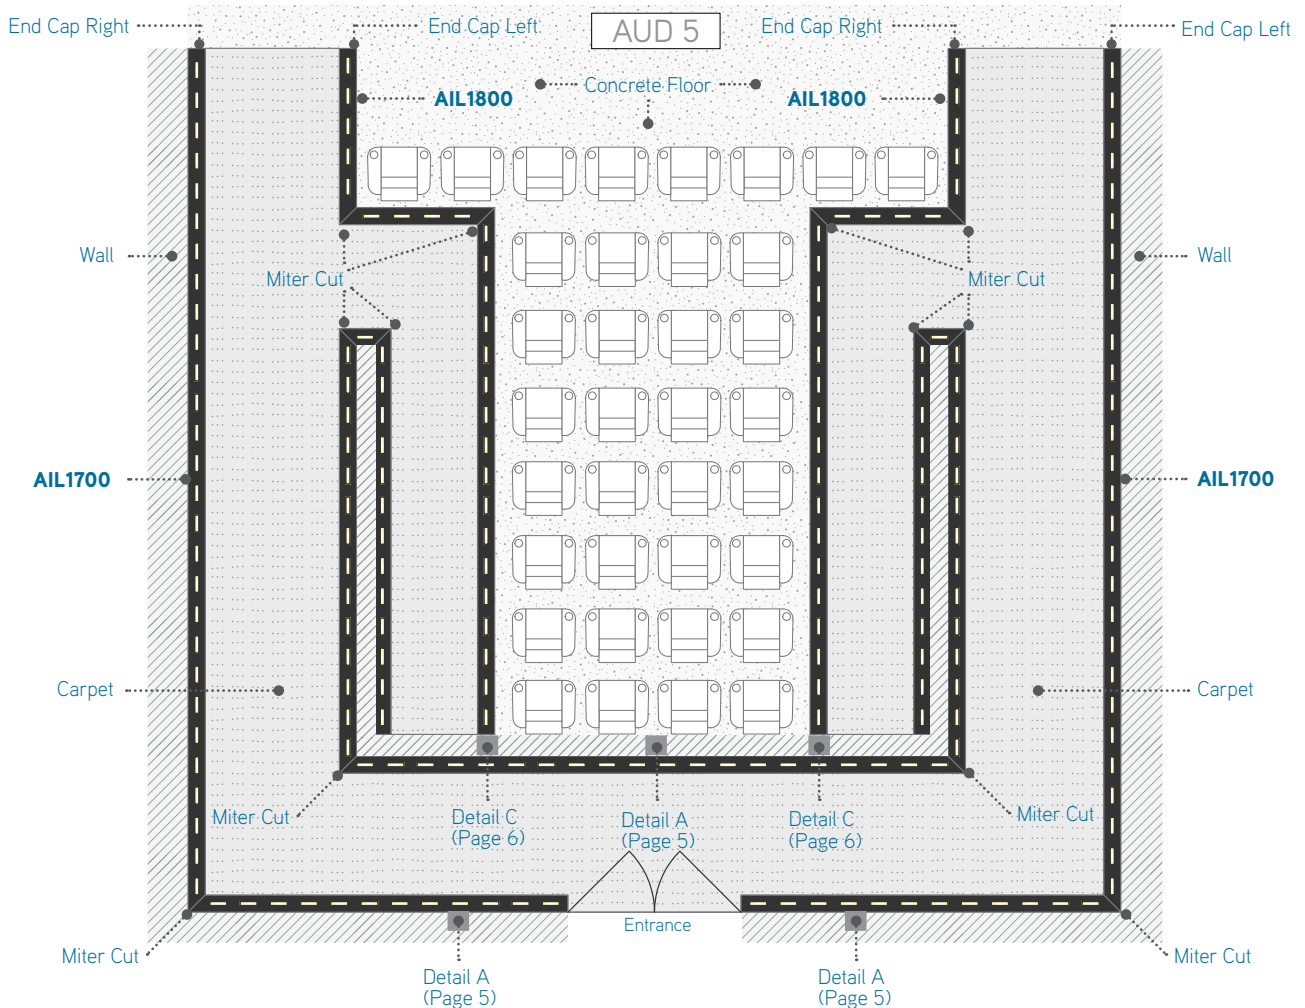 End Cap Right
End Cap Left
AUD 5
End Cap Right
End Cap Left
Concrete Floor
AIL1800
AIL1800
Wall
Wall
Miter Cut
Miter Cut
AIL1700
AIL1700
Carpet
Carpet
Miter Cut
Detail C
(Page 6)
Detail A
(Page 5)
Detail C
(Page 6)
Miter Cut
Entrance
Miter Cut
Detail A
(Page 5)
Detail A
(Page 5)
Miter Cut